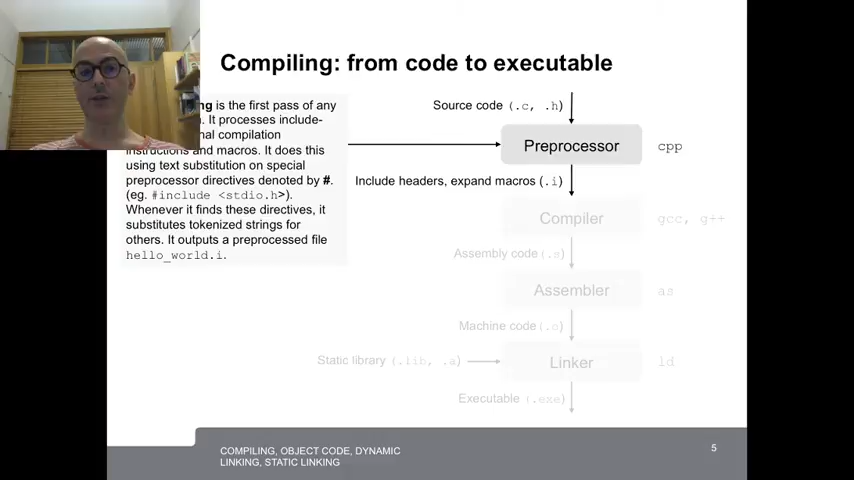 Compiling: from code to executable
ng is the first pass of any
. It processes include-
nal compilation
instructions and macros. It does this
using text substitution on special
preprocessor directives denoted by #.
(eg. #include <stdio.h>).
Whenever it finds these directives, it
substitutes tokenized strings for
others. It outputs a preprocessed file
hello_world.i.
Source code (.c, .h)
Preprocessor cpp
Include headers, expand macros (.i)
Compiler gcc, g++
Assembly code (.s)
Assembler as
Machine code (.o)
Static library (.lib, .a)
Linker ld
Executable (.exe)
COMPILING, OBJECT CODE, DYNAMIC
LINKING, STATIC LINKING
5